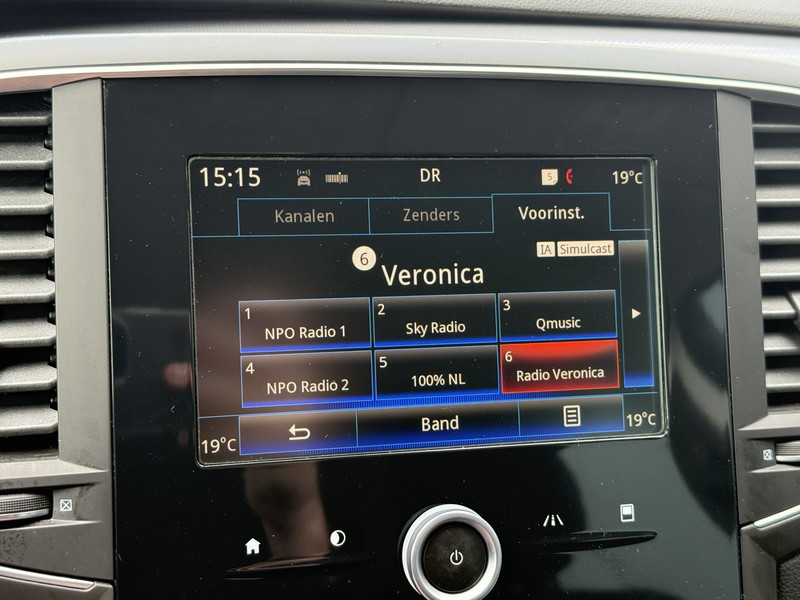 15:15 DR 5 19°C
Kanalen Zenders Voorinst.
IA Simulcast
6 Veronica
1 NPO Radio 1 2 Sky Radio 3 Qmusic
4 NPO Radio 2 5 100% NL 6 Radio Veronica
19°C Band 19°C